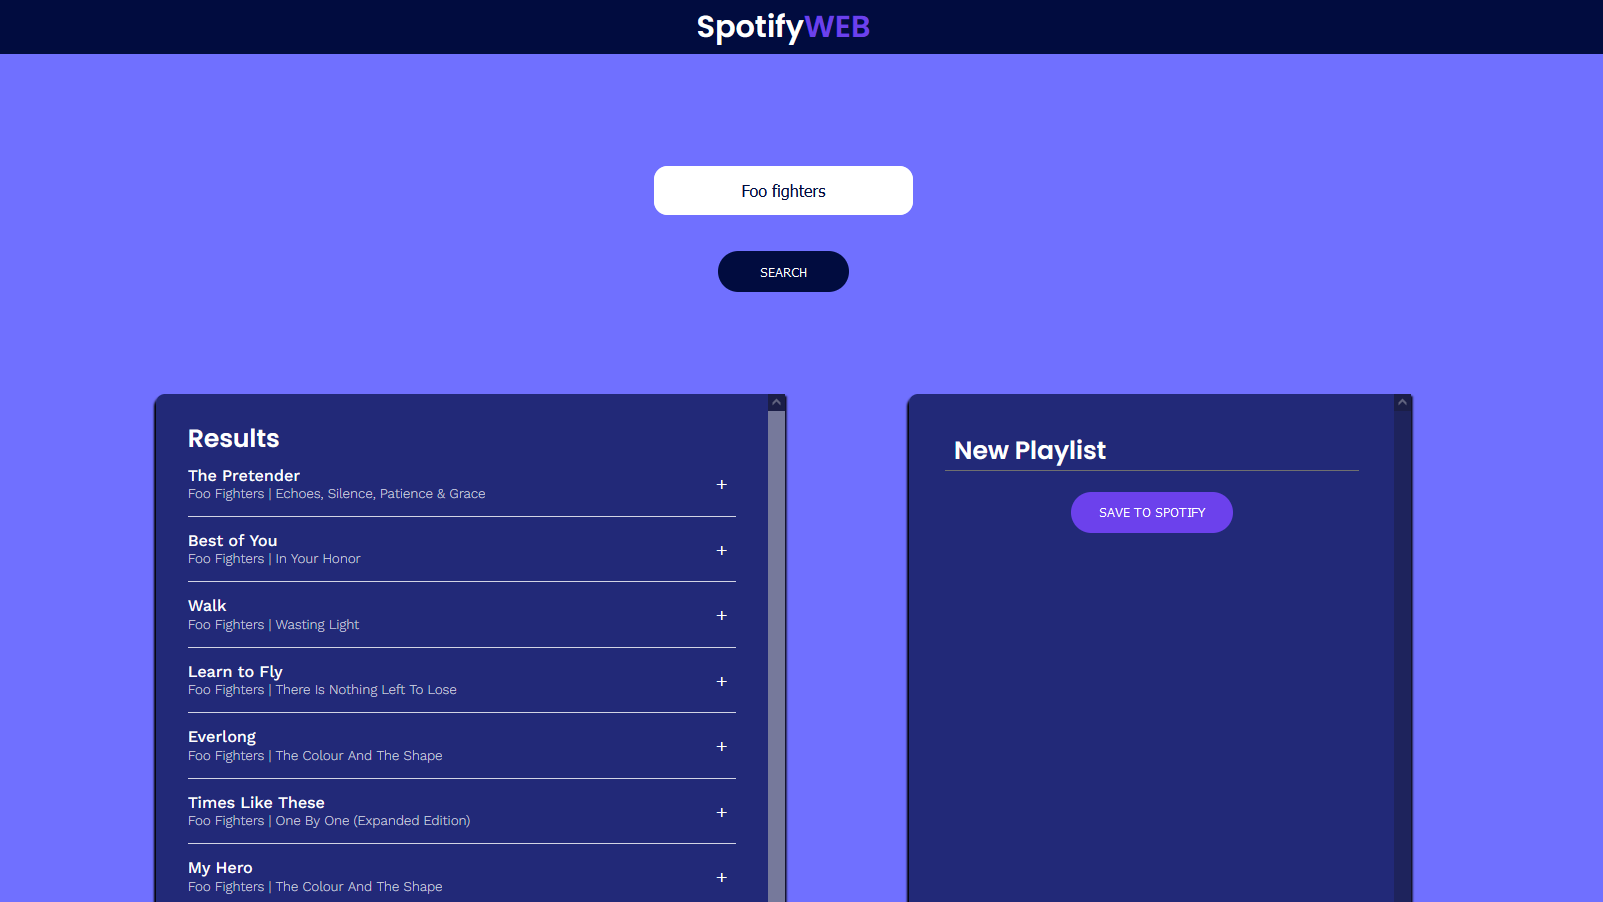 SpotifyWEB
Foo fighters
SEARCH
Results
The Pretender
Foo Fighters | Echoes, Silence, Patience & Grace
+
Best of You
Foo Fighters | In Your Honor
+
Walk
Foo Fighters | Wasting Light
+
Learn to Fly
Foo Fighters | There Is Nothing Left To Lose
+
Everlong
Foo Fighters | The Colour And The Shape
+
Times Like These
Foo Fighters | One By One (Expanded Edition)
+
My Hero
Foo Fighters | The Colour And The Shape
+
New Playlist
SAVE TO SPOTIFY